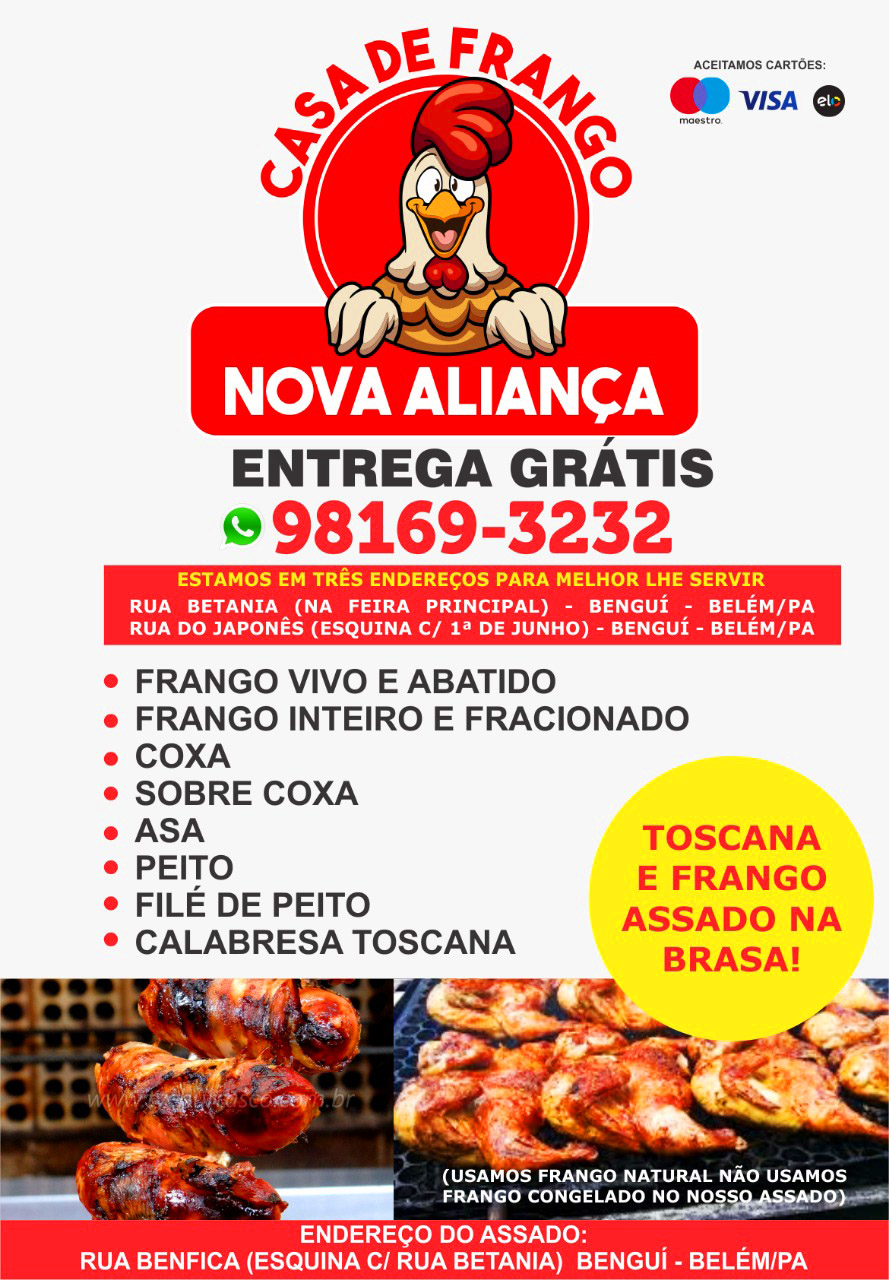 CASA DE FRANGO
ACEITAMOS CARTÕES:
maestro.
VISA
elo
NOVA ALIANÇA
ENTREGA GRÁTIS
98169-3232
ESTAMOS EM TRÊS ENDEREÇOS PARA MELHOR LHE SERVIR
RUA BETANIA (NA FEIRA PRINCIPAL) - BENGUÍ - BELÉM/PA
RUA DO JAPONÊS (ESQUINA C/ 1ª DE JUNHO) - BENGUÍ - BELÉM/PA
• FRANGO VIVO E ABATIDO
• FRANGO INTEIRO E FRACIONADO
• COXA
• SOBRE COXA
• ASA
• PEITO
• FILÉ DE PEITO
• CALABRESA TOSCANA
TOSCANA
E FRANGO
ASSADO NA
BRASA!
(USAMOS FRANGO NATURAL NÃO USAMOS
FRANGO CONGELADO NO NOSSO ASSADO)
ENDEREÇO DO ASSADO:
RUA BENFICA (ESQUINA C/ RUA BETANIA) BENGUÍ - BELÉM/PA